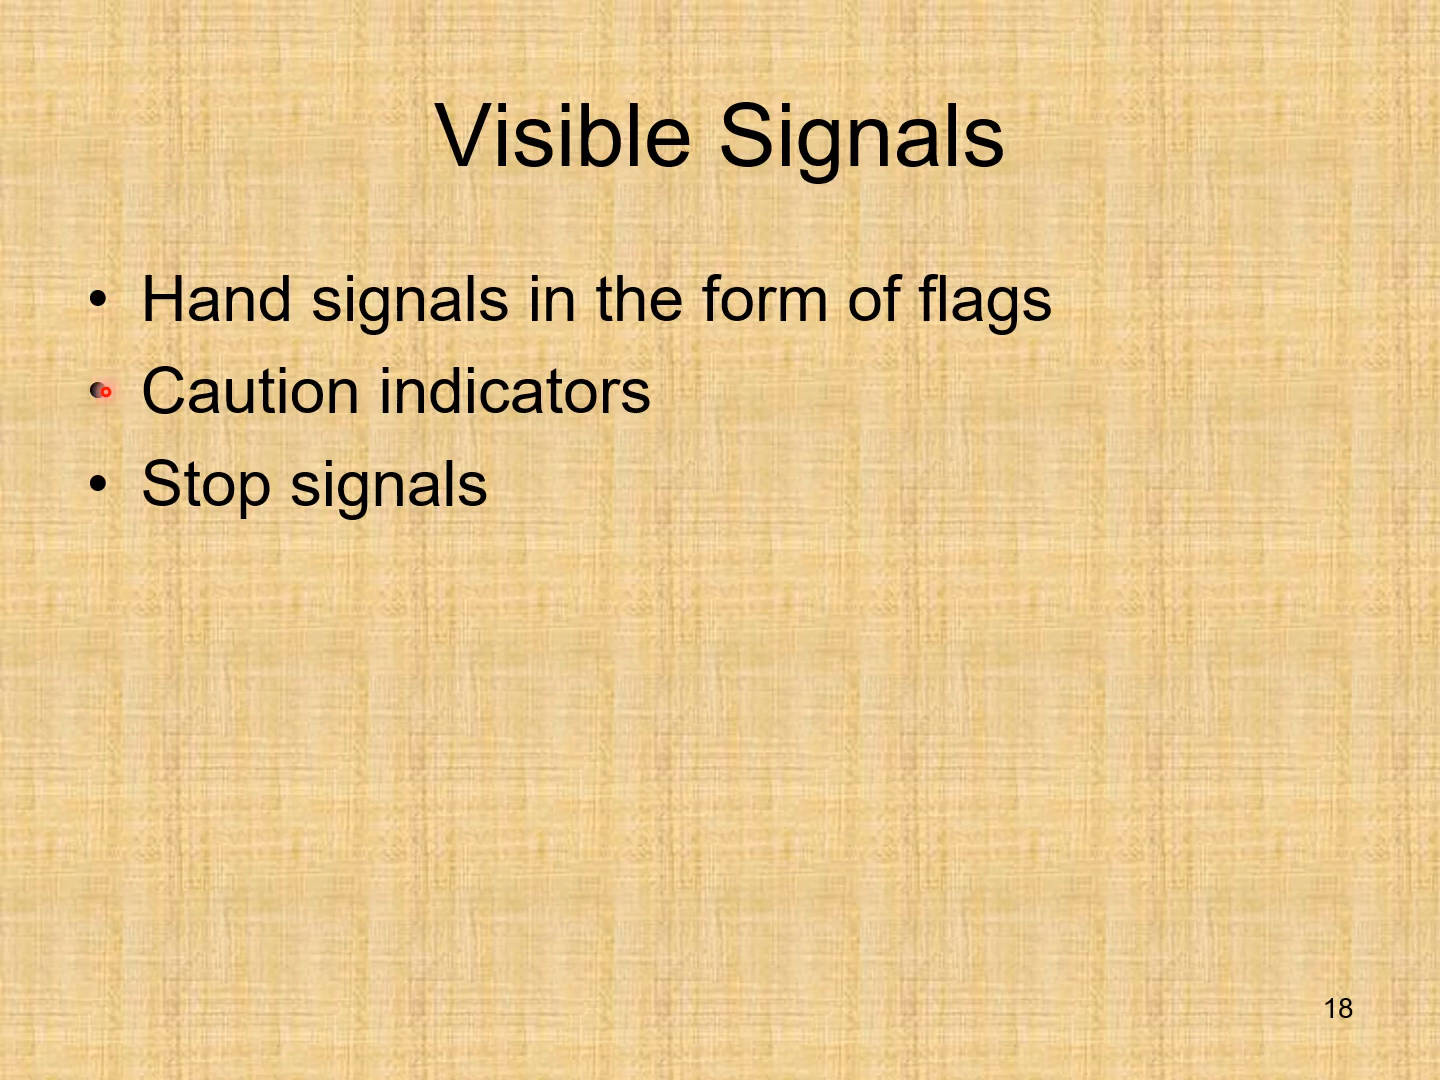 Visible Signals
• Hand signals in the form of flags
• Caution indicators
• Stop signals
18